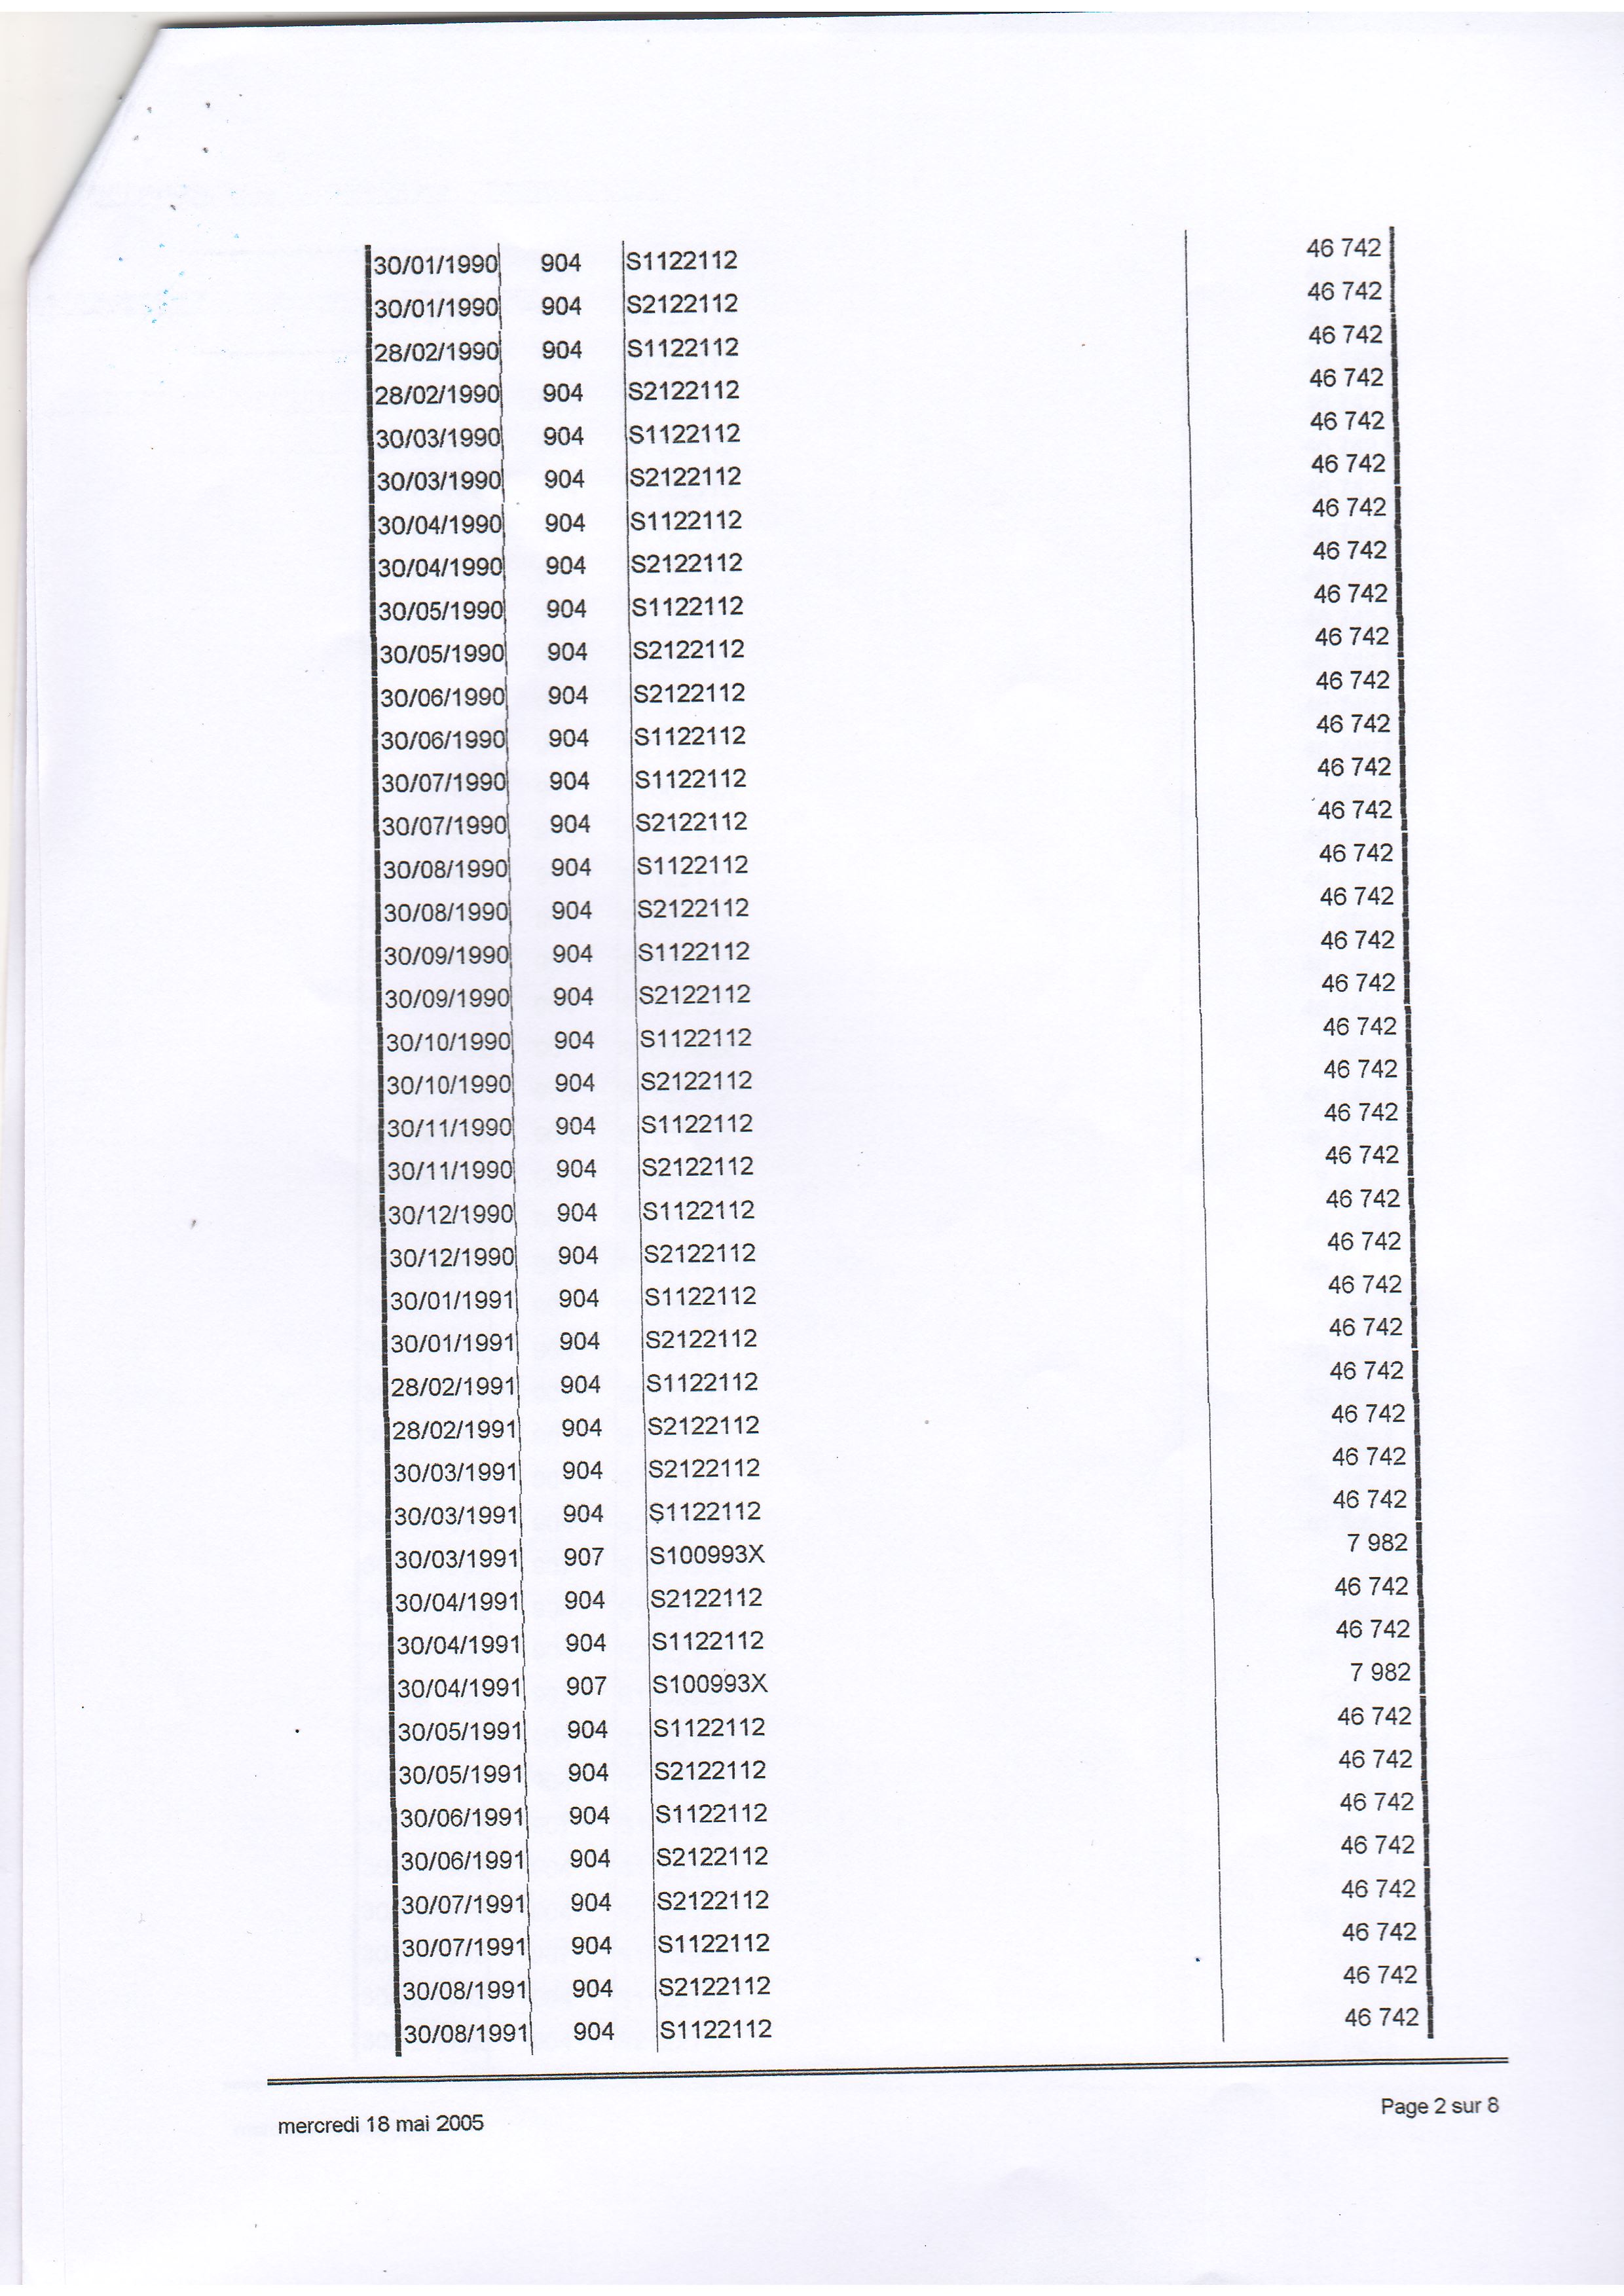 30/01/1990 904 S1122112 46 742
30/01/1990 904 S2122112 46 742
28/02/1990 904 S1122112 46 742
28/02/1990 904 S2122112 46 742
30/03/1990 904 S1122112 46 742
30/03/1990 904 S2122112 46 742
30/04/1990 904 S1122112 46 742
30/04/1990 904 S2122112 46 742
30/05/1990 904 S1122112 46 742
30/05/1990 904 S2122112 46 742
30/06/1990 904 S2122112 46 742
30/06/1990 904 S1122112 46 742
30/07/1990 904 S1122112 46 742
30/07/1990 904 S2122112 46 742
30/08/1990 904 S1122112 46 742
30/08/1990 904 S2122112 46 742
30/09/1990 904 S1122112 46 742
30/09/1990 904 S2122112 46 742
30/10/1990 904 S1122112 46 742
30/10/1990 904 S2122112 46 742
30/11/1990 904 S1122112 46 742
30/11/1990 904 S2122112 46 742
30/12/1990 904 S1122112 46 742
30/12/1990 904 S2122112 46 742
30/01/1991 904 S1122112 46 742
30/01/1991 904 S2122112 46 742
28/02/1991 904 S1122112 46 742
28/02/1991 904 S2122112 46 742
30/03/1991 904 S2122112 46 742
30/03/1991 904 S1122112 46 742
30/03/1991 907 S100993X 7 982
30/04/1991 904 S2122112 46 742
30/04/1991 904 S1122112 46 742
30/04/1991 907 S100993X 7 982
30/05/1991 904 S1122112 46 742
30/05/1991 904 S2122112 46 742
30/06/1991 904 S1122112 46 742
30/06/1991 904 S2122112 46 742
30/07/1991 904 S2122112 46 742
30/07/1991 904 S1122112 46 742
30/08/1991 904 S2122112 46 742
30/08/1991 904 S1122112 46 742
mercredi 18 mai 2005 Page 2 sur 8